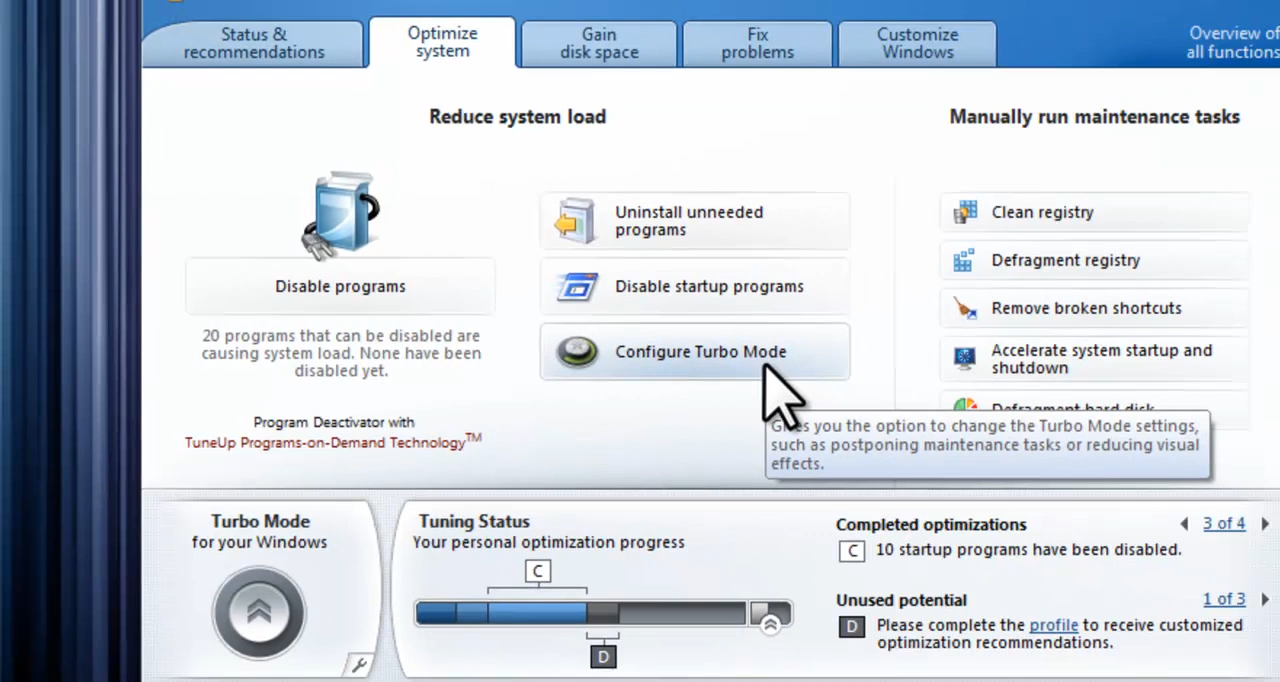 Status &
recommendations
Optimize
system
Gain
disk space
Fix
problems
Customize
Windows
Overview of
all functions
Reduce system load
Manually run maintenance tasks
Disable programs
20 programs that can be disabled are
causing system load. None have been
disabled yet.
Program Deactivator with
TuneUp Programs-on-Demand Technology™
Uninstall unneeded
programs
Disable startup programs
Configure Turbo Mode
Clean registry
Defragment registry
Remove broken shortcuts
Accelerate system startup and
shutdown
Defragment hard disk
Gives you the option to change the Turbo Mode settings,
such as postponing maintenance tasks or reducing visual
effects.
Turbo Mode
for your Windows
Tuning Status
Your personal optimization progress
C
D
Completed optimizations
3 of 4
C 10 startup programs have been disabled.
Unused potential
1 of 3
D Please complete the profile to receive customized
optimization recommendations.